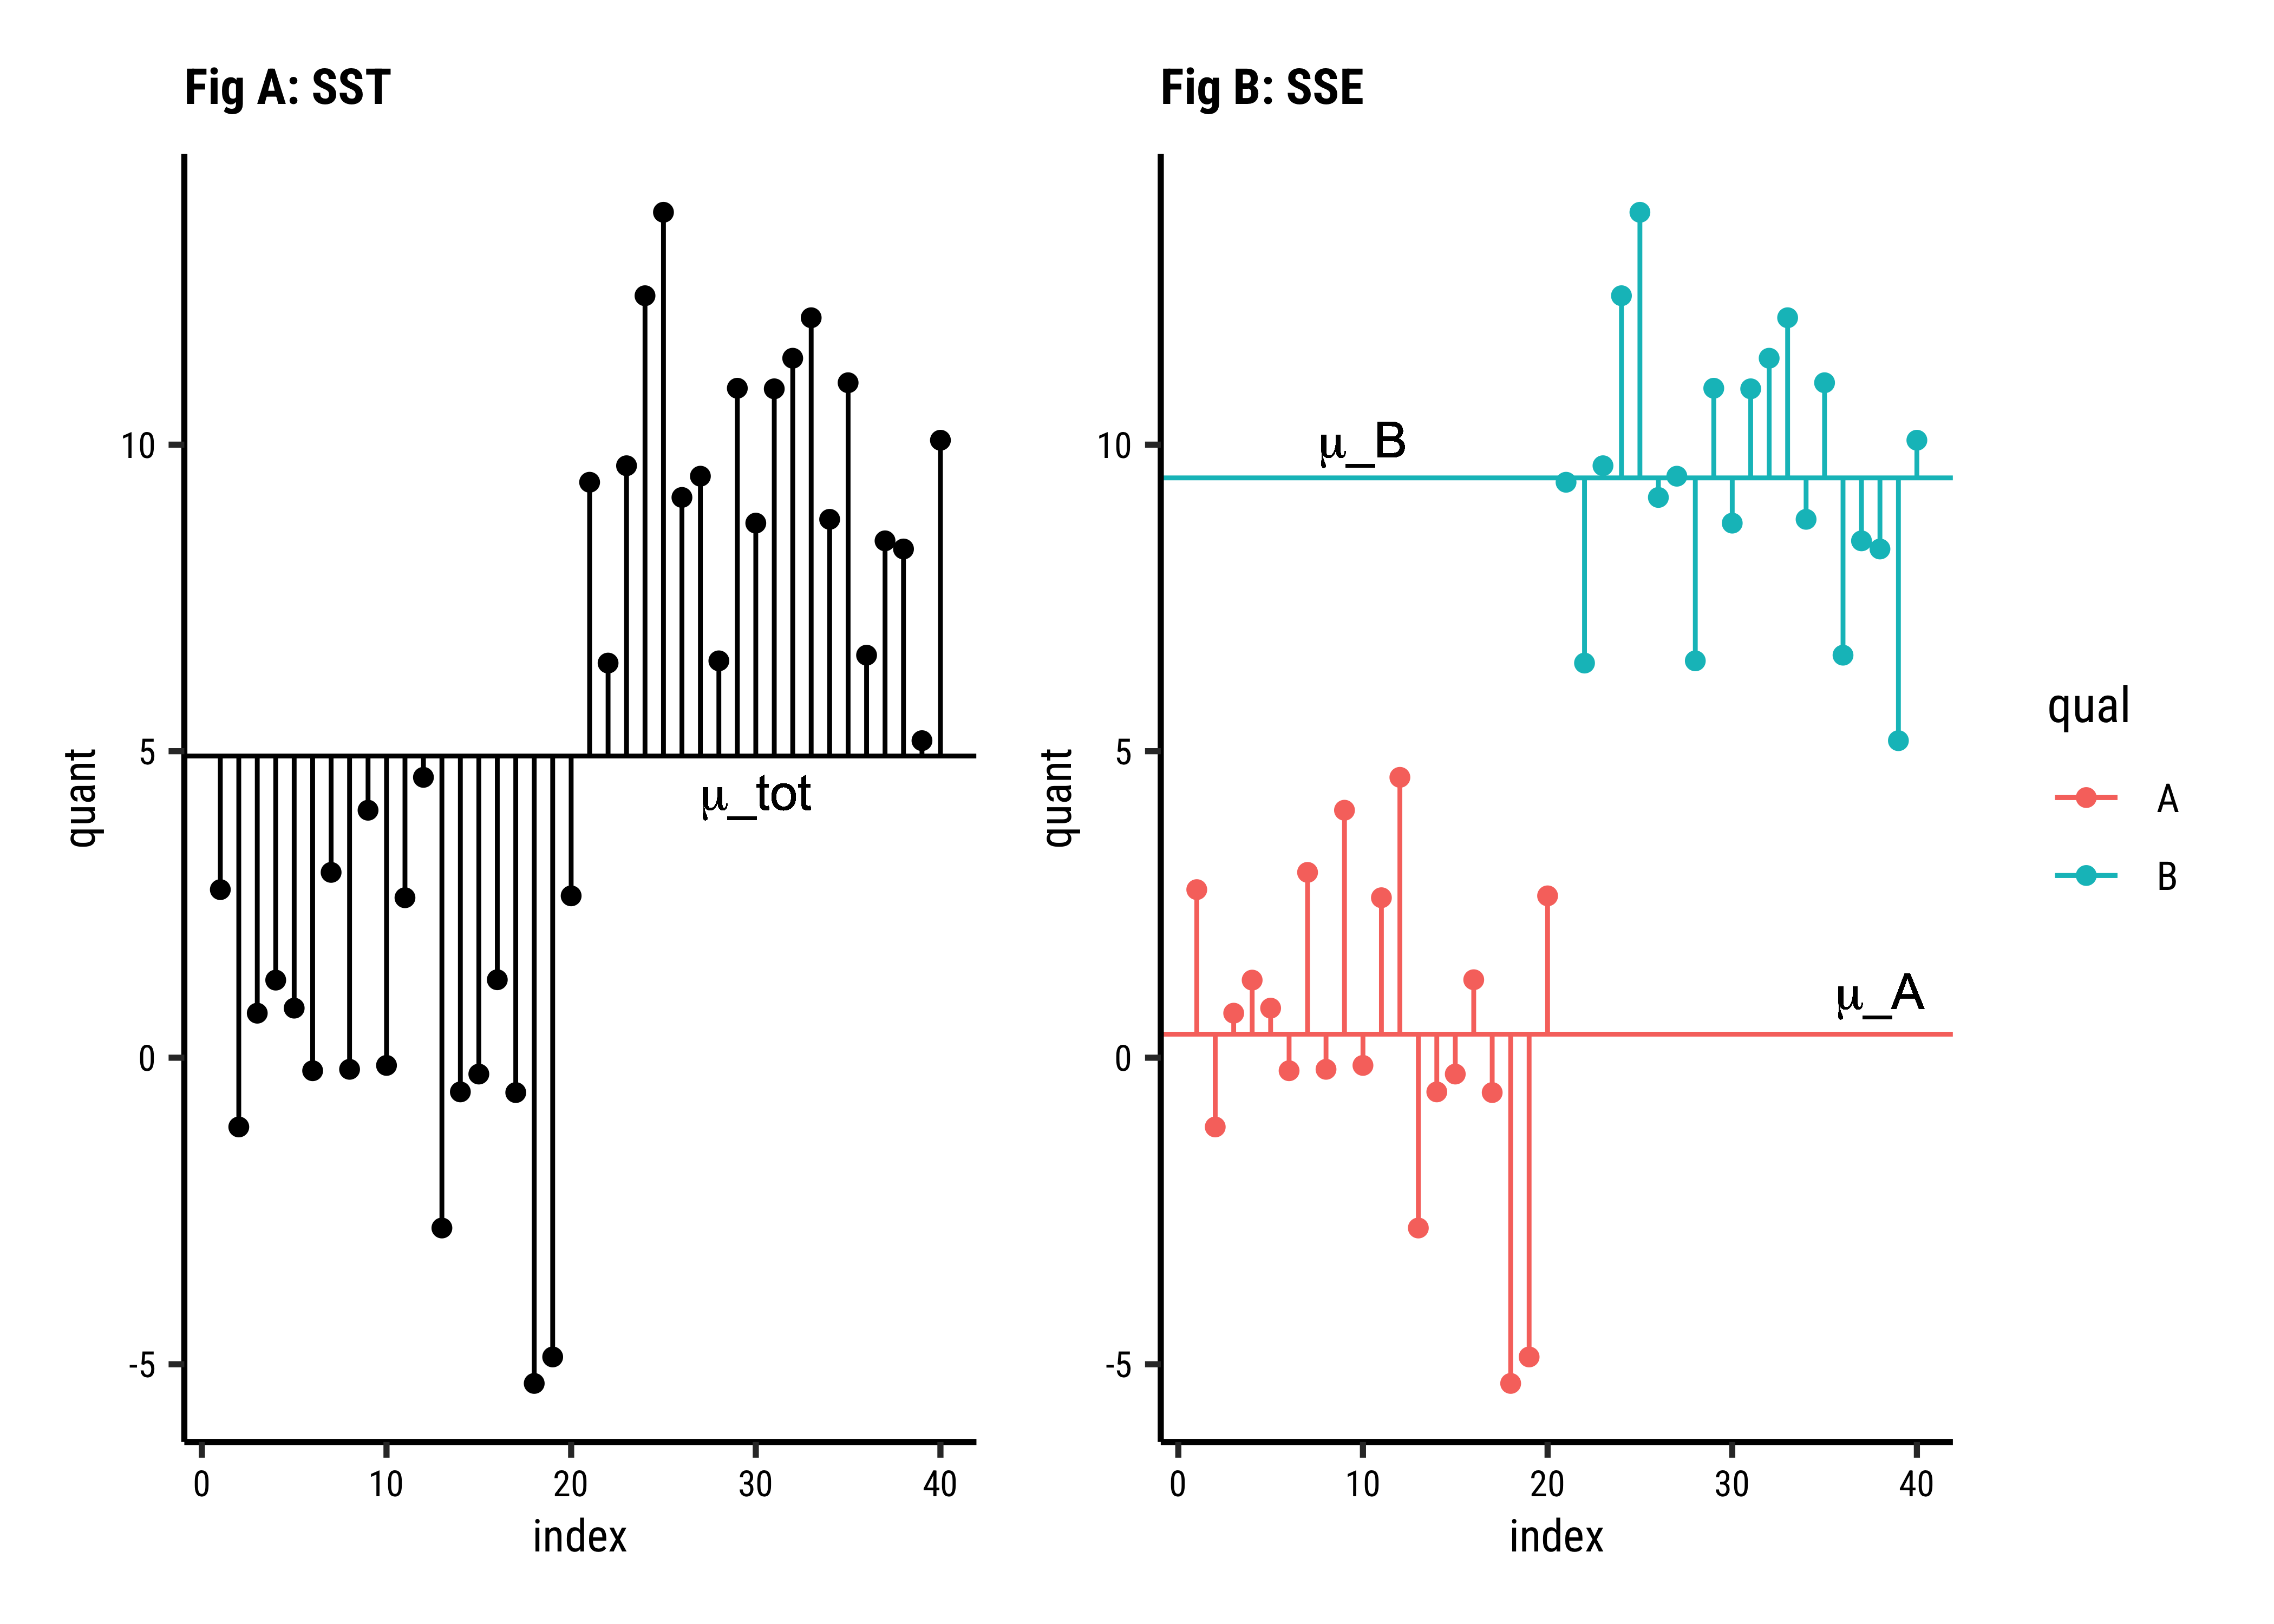 Fig A: SST
quant
10
5
0
-5
μ_tot
0 10 20 30 40
index
Fig B: SSE
quant
10
5
0
-5
μ_B
μ_A
0 10 20 30 40
index
qual
A
B